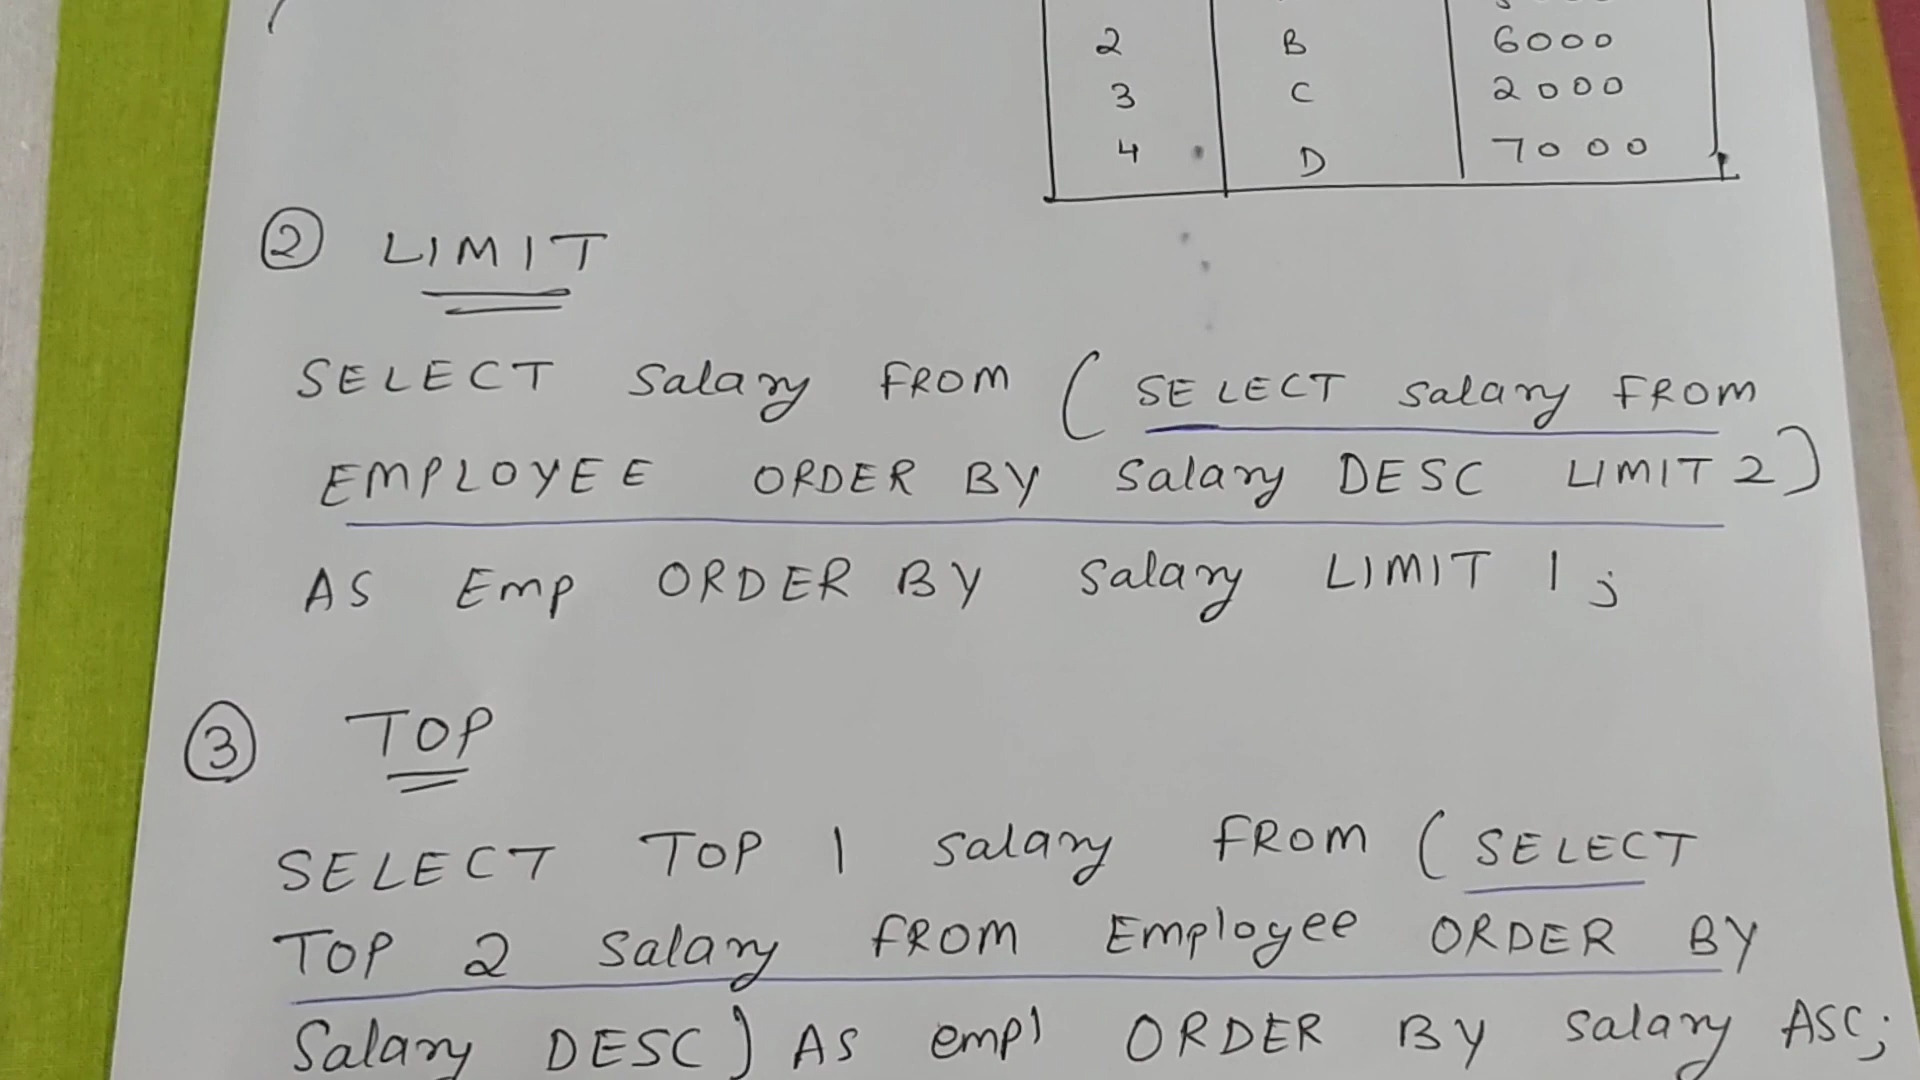 2 B 6000
3 C 2000
4 D 7000
② LIMIT
SELECT Salary FROM ( SELECT Salary FROM
EMPLOYEE ORDER BY Salary DESC LIMIT 2)
AS Emp ORDER BY Salary LIMIT 1 ;
③ TOP
SELECT TOP 1 Salary FROM ( SELECT
TOP 2 Salary FROM Employee ORDER BY
Salary DESC) AS empl ORDER BY Salary ASC;